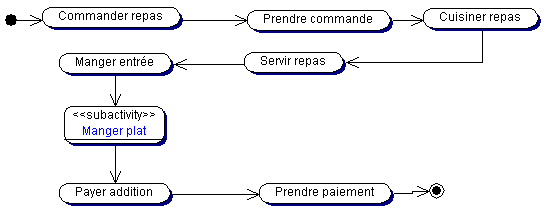 Commander repas
Prendre commande
Cuisiner repas
Manger entrée
Servir repas
<<subactivity>>
Manger plat
Payer addition
Prendre paiement